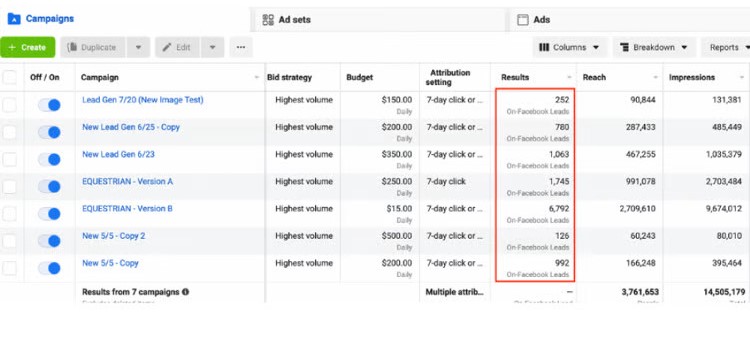 Campaigns Ad sets Ads
+ Create Duplicate Edit ... Columns Breakdown Reports
Off / On Campaign Bid strategy Budget Attribution setting Results Reach Impressions
Lead Gen 7/20 (New Image Test) Highest volume $150.00 7-day click or ... 252 90,844 131,381
Daily On-Facebook Leads
New Lead Gen 6/25 - Copy Highest volume $200.00 7-day click or ... 780 287,433 485,449
Daily On-Facebook Leads
New Lead Gen 6/23 Highest volume $350.00 7-day click or ... 1,063 467,255 1,035,379
Daily On-Facebook Leads
EQUESTRIAN - Version A Highest volume $250.00 7-day click 1,745 991,078 2,703,484
Daily On-Facebook Leads
EQUESTRIAN - Version B Highest volume $15.00 7-day click or ... 6,792 2,709,610 9,674,012
Daily On-Facebook Leads
New 5/5 - Copy 2 Highest volume $500.00 7-day click or ... 126 60,243 80,010
Daily On-Facebook Leads
New 5/5 - Copy Highest volume $200.00 7-day click or ... 992 166,248 395,464
Daily On-Facebook Leads
Results from 7 campaigns Multiple attrib... — 3,761,653 14,505,179